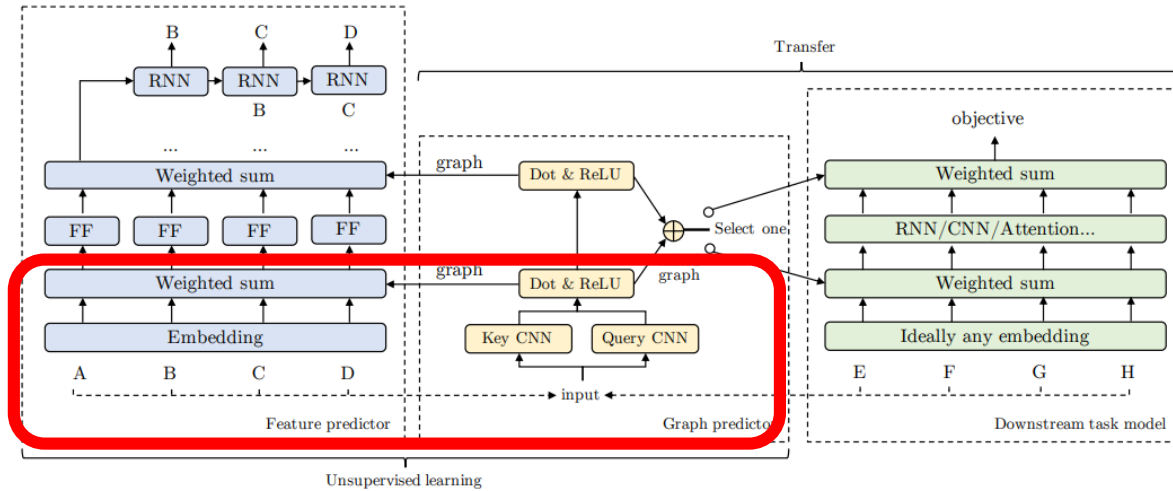 B C D
Transfer
RNN RNN RNN
B C
objective
... ... ...
graph
Weighted sum
Dot & ReLU
Weighted sum
FF FF FF FF
Select one
RNN/CNN/Attention...
graph
graph
Weighted sum
Dot & ReLU
Weighted sum
Embedding
Key CNN
Query CNN
Ideally any embedding
A B C D
input
E F G H
Feature predictor
Graph predictor
Downstream task model
Unsupervised learning